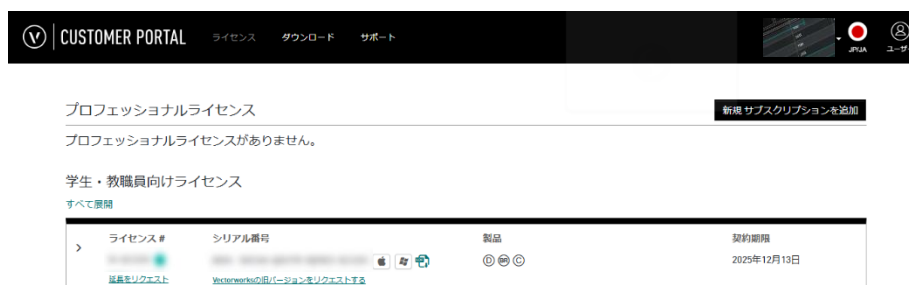 CUSTOMER PORTAL ライセンス ダウンロード サポート JP/JA
プロフェッショナルライセンス 新規 サブスクリプションを追加
プロフェッショナルライセンスがありません。
学生・教職員向けライセンス
すべて展開
ライセンス # シリアル番号 製品 契約期限
D SR C 2025年12月13日
延長をリクエスト Vectorworksの旧バージョンをリクエストする